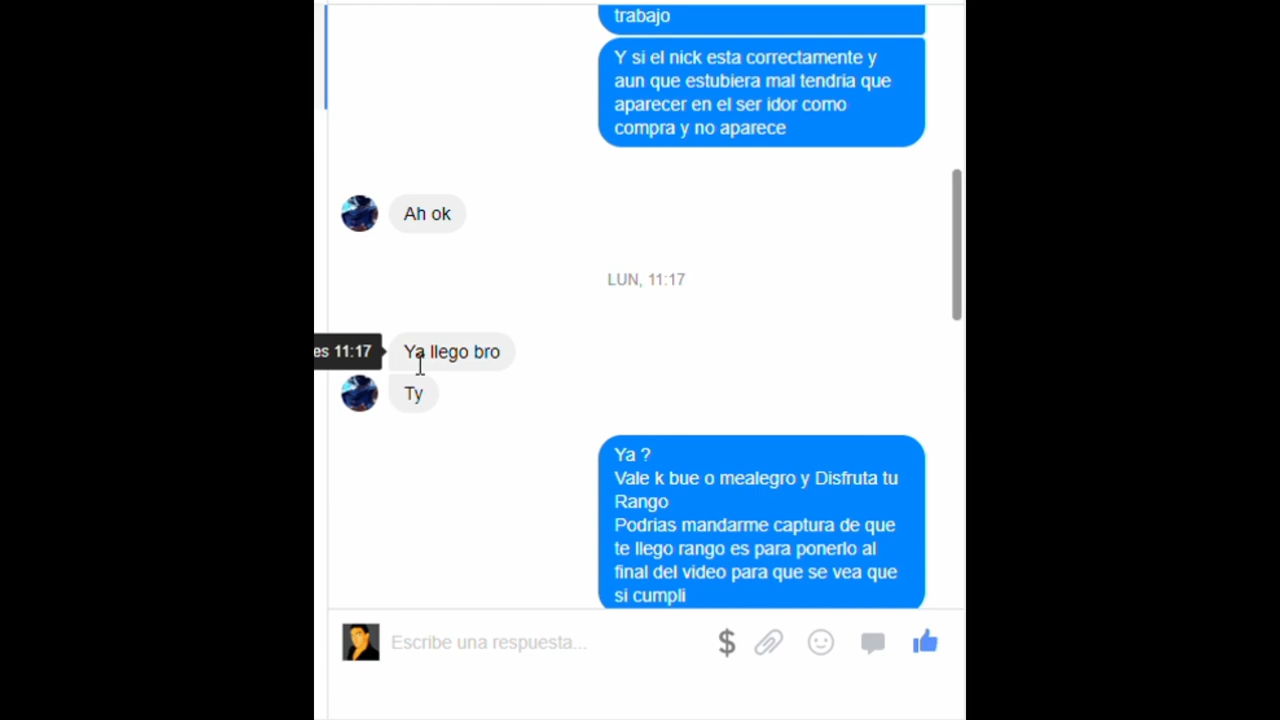 trabajo
Y si el nick esta correctamente y
aun que estubiera mal tendria que
aparecer en el ser idor como
compra y no aparece
Ah ok
LUN, 11:17
es 11:17
Ya llego bro
Ty
Ya ?
Vale k bue o mealegro y Disfruta tu
Rango
Podrias mandarme captura de que
te llego rango es para ponerlo al
final del video para que se vea que
si cumpli
Escribe una respuesta...
$